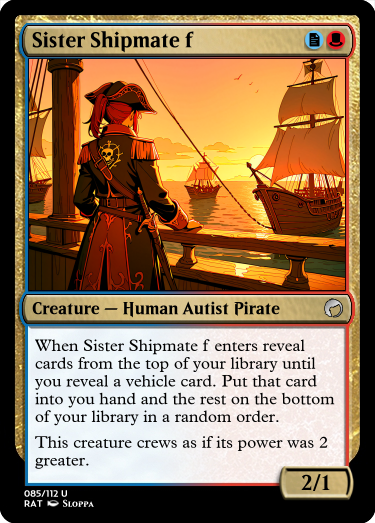 Sister Shipmate f
Creature — Human Autist Pirate
When Sister Shipmate f enters reveal
cards from the top of your library until
you reveal a vehicle card. Put that card
into you hand and the rest on the bottom
of your library in a random order.
This creature crews as if its power was 2
greater.
2/1
085/112 U
RAT Sloppa